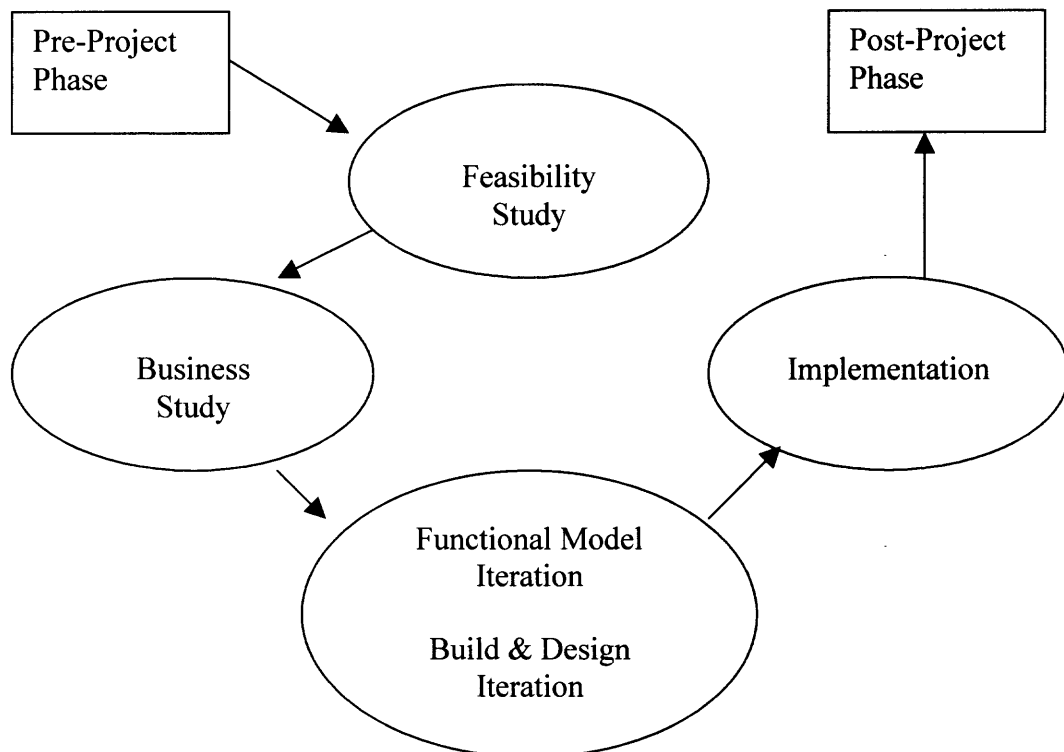 Pre-Project
Phase
Post-Project
Phase
Feasibility
Study
Business
Study
Implementation
Functional Model
Iteration
Build & Design
Iteration